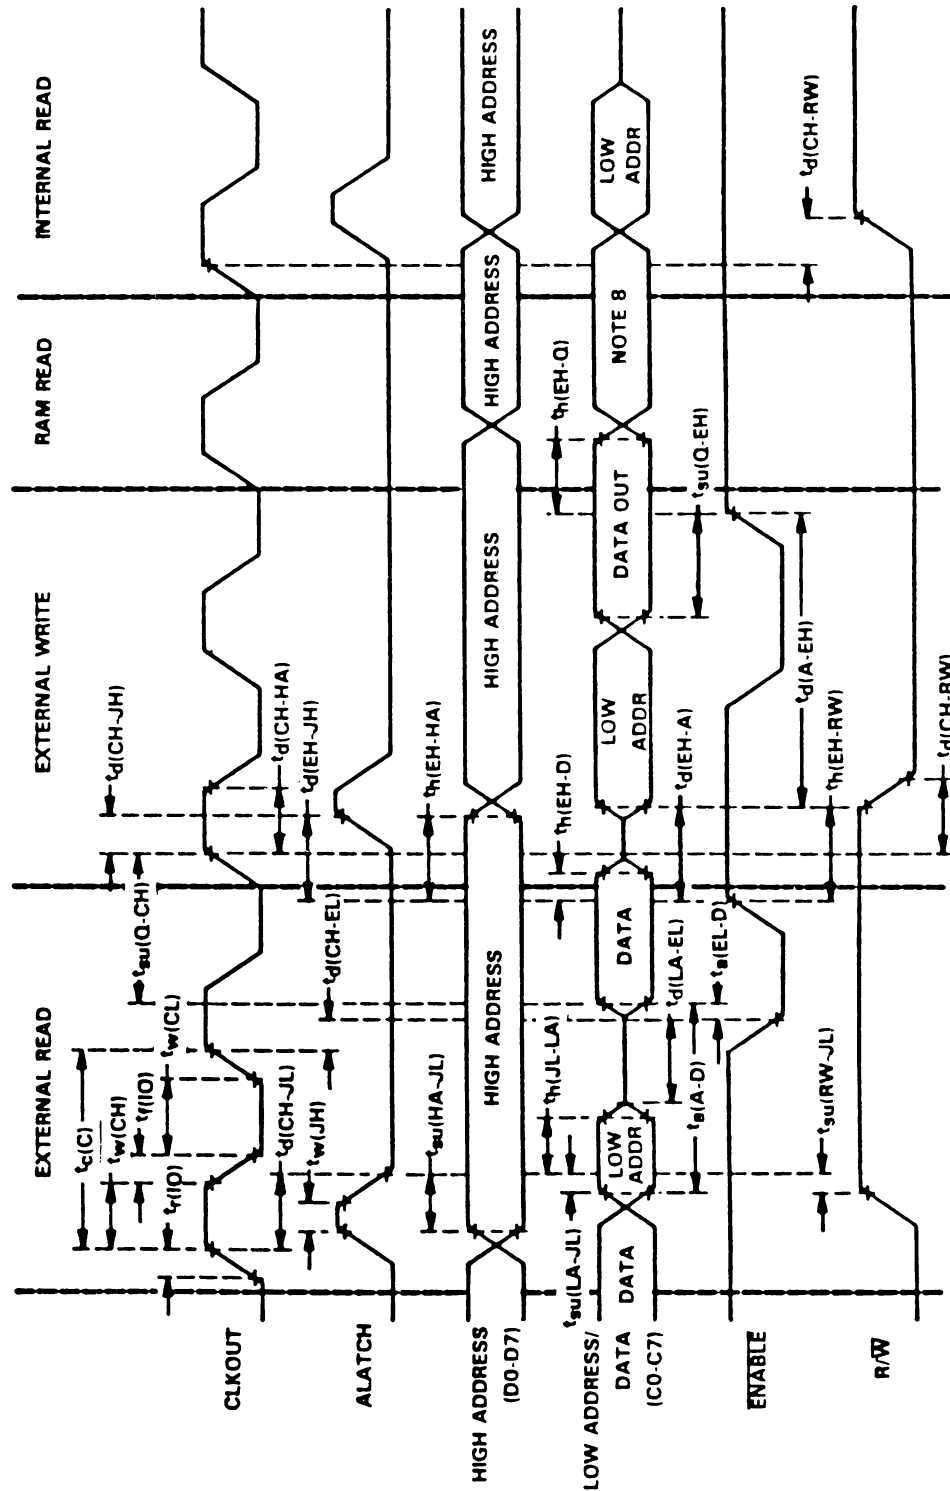 EXTERNAL READ
EXTERNAL WRITE
RAM READ
INTERNAL READ
tc(C)
tw(CH)
tr(IO)
tf(IO)
tw(CL)
tsu(Q-CH)
td(CH-JH)
CLKOUT
td(CH-JL)
tw(JH)
td(CH-EL)
td(EH-JH)
td(CH-HA)
ALATCH
tsu(HA-JL)
th(EH-HA)
HIGH ADDRESS
(D0-D7)
HIGH ADDRESS
HIGH ADDRESS
HIGH ADDRESS
HIGH ADDRESS
tsu(LA-JL)
th(JL-LA)
th(EH-D)
th(EH-Q)
LOW ADDRESS/
DATA
(C0-C7)
DATA
LOW
ADDR
DATA
LOW
ADDR
DATA OUT
NOTE 8
LOW
ADDR
td(LA-EL)
ta(A-D)
ta(EL-D)
td(EH-A)
tsu(Q-EH)
ENABLE
td(A-EH)
tsu(RW-JL)
th(EH-RW)
td(CH-RW)
R/W
td(CH-RW)